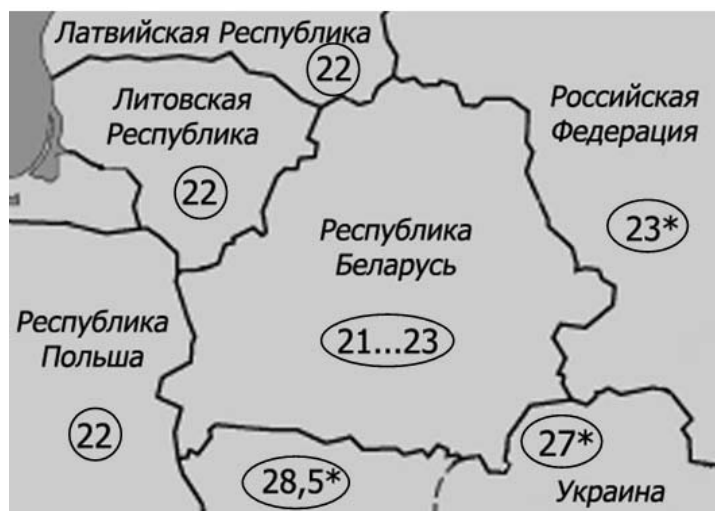 Латвийская Республика
22
Литовская
Республика
22
Российская
Федерация
23*
Республика
Беларусь
21...23
Республика
Польша
22
28,5*
27*
Украина